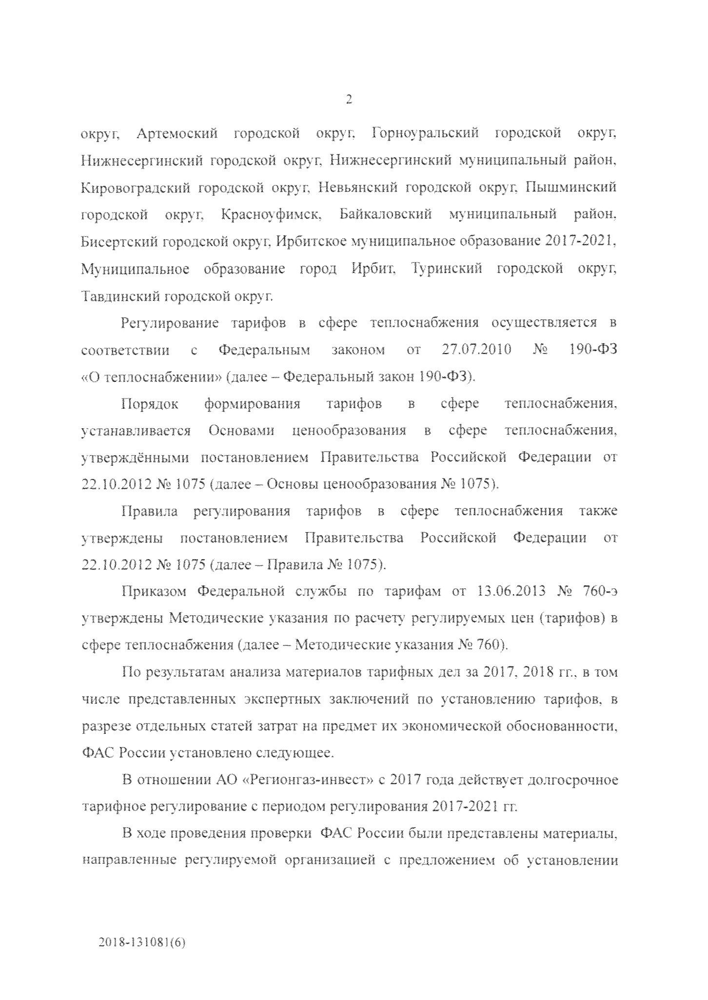 2
округ, Артемоский городской округ, Горноуральский городской округ,
Нижнесергинский городской округ, Нижнесергинский муниципальный район,
Кировоградский городской округ, Невьянский городской округ, Пышминский
городской округ, Красноуфимск, Байкаловский муниципальный район,
Бисертский городской округ, Ирбитское муниципальное образование 2017-2021,
Муниципальное образование город Ирбит, Туринский городской округ,
Тавдинский городской округ.
Регулирование тарифов в сфере теплоснабжения осуществляется в
соответствии с Федеральным законом от 27.07.2010 № 190-ФЗ
«О теплоснабжении» (далее – Федеральный закон 190-ФЗ).
Порядок формирования тарифов в сфере теплоснабжения,
устанавливается Основами ценообразования в сфере теплоснабжения,
утверждёнными постановлением Правительства Российской Федерации от
22.10.2012 № 1075 (далее – Основы ценообразования № 1075).
Правила регулирования тарифов в сфере теплоснабжения также
утверждены постановлением Правительства Российской Федерации от
22.10.2012 № 1075 (далее – Правила № 1075).
Приказом Федеральной службы по тарифам от 13.06.2013 № 760-э
утверждены Методические указания по расчету регулируемых цен (тарифов) в
сфере теплоснабжения (далее – Методические указания № 760).
По результатам анализа материалов тарифных дел за 2017, 2018 гг., в том
числе представленных экспертных заключений по установлению тарифов, в
разрезе отдельных статей затрат на предмет их экономической обоснованности,
ФАС России установлено следующее.
В отношении АО «Регионгаз-инвест» с 2017 года действует долгосрочное
тарифное регулирование с периодом регулирования 2017-2021 гг.
В ходе проведения проверки ФАС России были представлены материалы,
направленные регулируемой организацией с предложением об установлении
2018-131081(6)